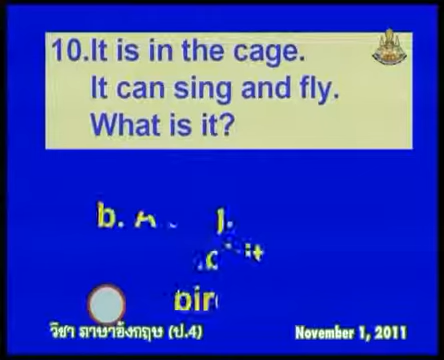 10.It is in the cage.
It can sing and fly.
What is it?
b. A
วิชา ภาษาอังกฤษ (ป.4)
November 1, 2011